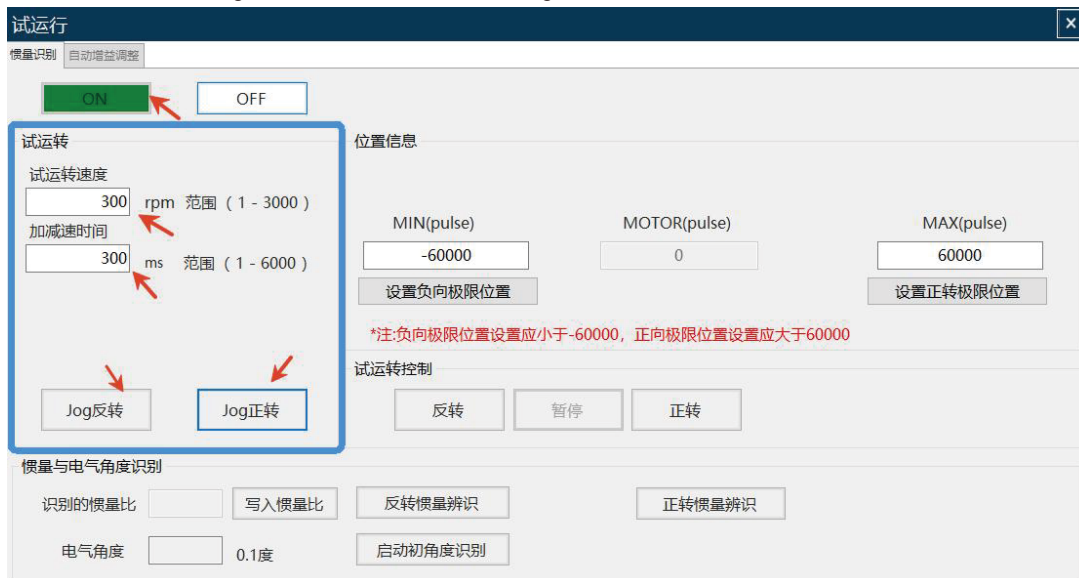 试运行
×
惯量识别 自动增益调整
ON OFF
试运转
试运转速度
300 rpm 范围 ( 1 - 3000 )
加减速时间
300 ms 范围 ( 1 - 6000 )
Jog反转 Jog正转
位置信息
MIN(pulse) MOTOR(pulse) MAX(pulse)
-60000 0 60000
设置负向极限位置 设置正转极限位置
*注:负向极限位置设置应小于-60000，正向极限位置设置应大于60000
试运转控制
反转 暂停 正转
惯量与电气角度识别
识别的惯量比 写入惯量比 反转惯量辨识 正转惯量辨识
电气角度 0.1度 启动初角度识别